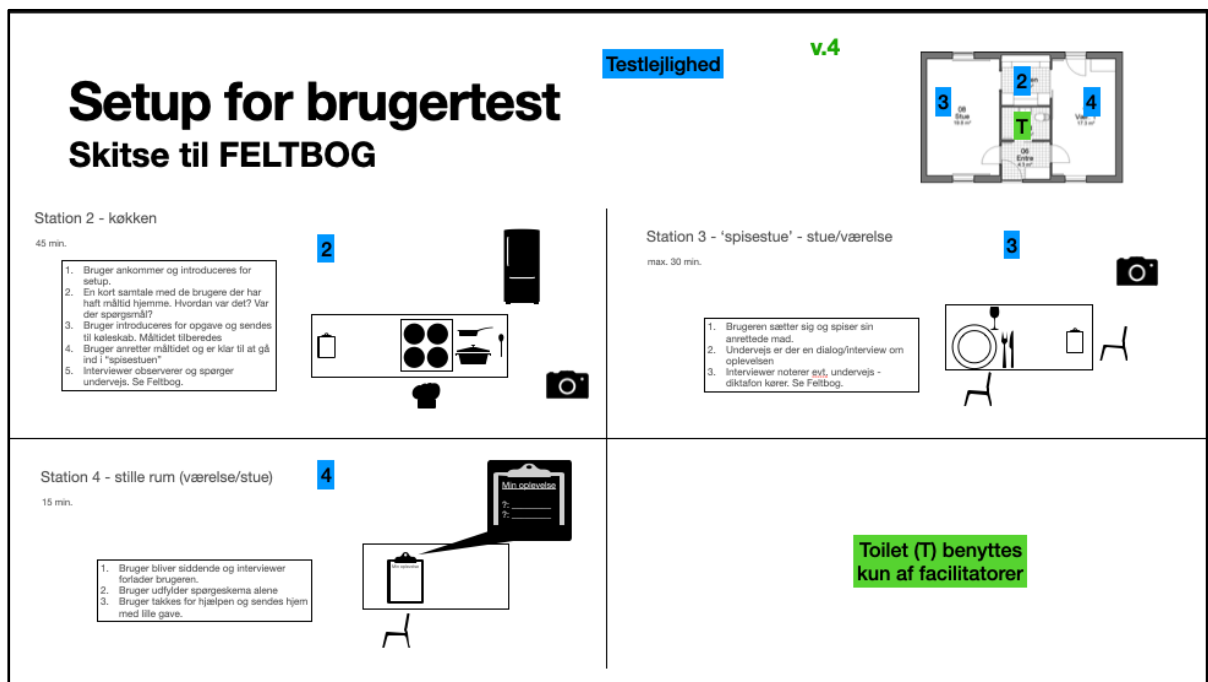 Testlejlighed
v.4
Setup for brugertest
Skitse til FELTBOG
2
3
4
T
08
Stue
06
Entre
Station 2 - køkken
45 min.
2
1. Bruger ankommer og introduceres for
setup.
2. En kort samtale med de brugere der har
haft måltid hjemme. Hvordan var det? Var
der spørgsmål?
3. Bruger introduceres for opgave og sendes
til køleskab. Måltidet tilberedes
4. Bruger anretter måltidet og er klar til at gå
ind i "spisestuen"
5. Interviewer observerer og spørger
undervejs. Se Feltbog.
Station 3 - ‘spisestue’ - stue/værelse
max. 30 min.
3
1. Brugeren sætter sig og spiser sin
anrettede mad.
2. Undervejs er der en dialog/interview om
oplevelsen
3. Interviewer noterer evt, undervejs -
diktafon kører. Se Feltbog.
Station 4 - stille rum (værelse/stue)
15 min.
4
Min oplevelse
?: ________
?: ________
Min oplevelse
1. Bruger bliver siddende og interviewer
forlader brugeren.
2. Bruger udfylder spørgeskema alene
3. Bruger takkes for hjælpen og sendes hjem
med lille gave.
Toilet (T) benyttes
kun af facilitatorer